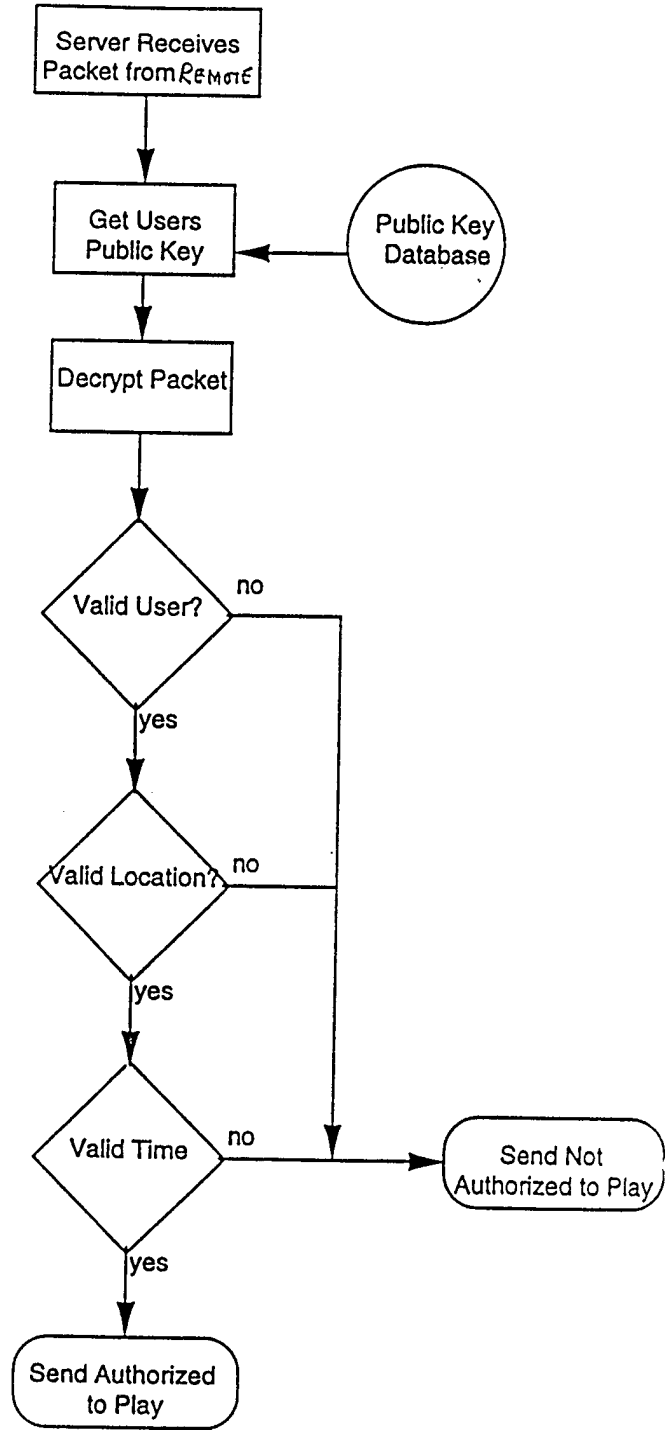 Server Receives
Packet from REMOTE
Get Users
Public Key
Public Key
Database
Decrypt Packet
Valid User?
no
yes
Valid Location?
no
yes
Valid Time
no
Send Not
Authorized to Play
yes
Send Authorized
to Play